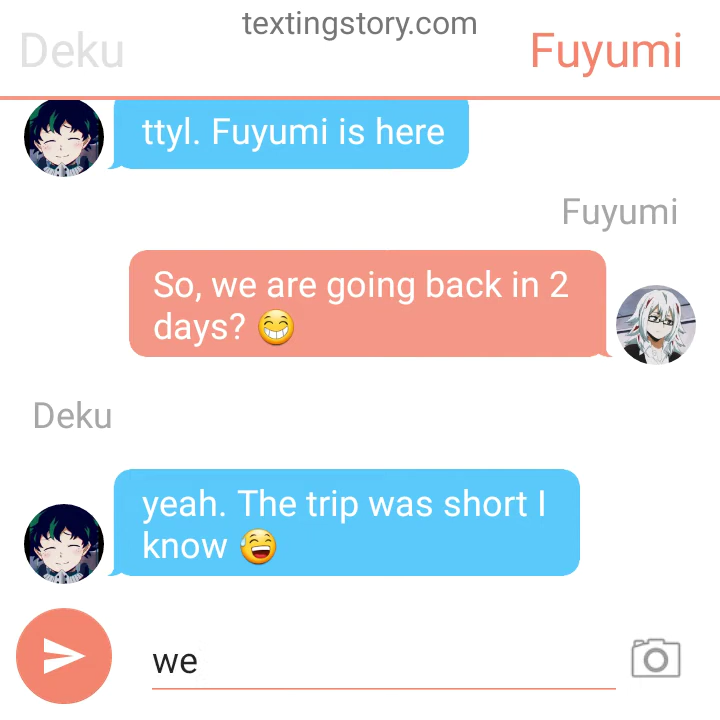 textingstory.com
Deku
Fuyumi
ttyl. Fuyumi is here
Fuyumi
So, we are going back in 2
days? 😁
Deku
yeah. The trip was short I
know 😅
we